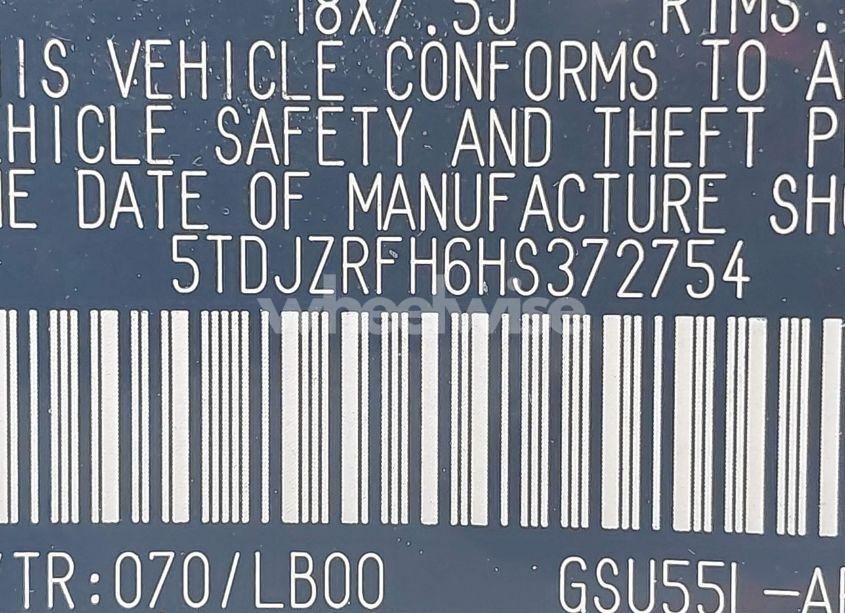 18X7.5J RIMS.
IS VEHICLE CONFORMS TO A
HICLE SAFETY AND THEFT P
E DATE OF MANUFACTURE SH
5TDJZRFH6HS372754
wheelwise
/TR:070/LB00 GSU55L-A